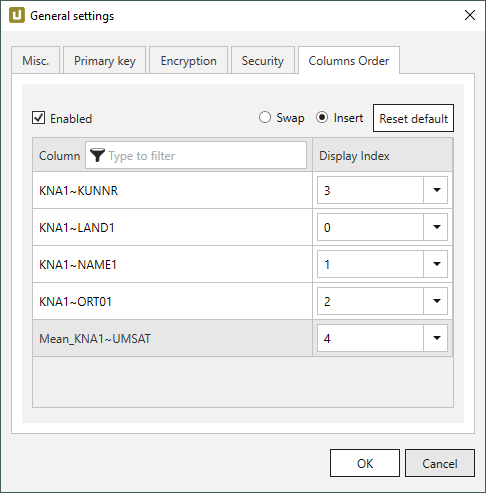 U General settings
Misc. Primary key Encryption Security Columns Order
Enabled Swap Insert Reset default
Column Type to filter Display Index
KNA1~KUNNR 3
KNA1~LAND1 0
KNA1~NAME1 1
KNA1~ORT01 2
Mean_KNA1~UMSAT 4
OK Cancel